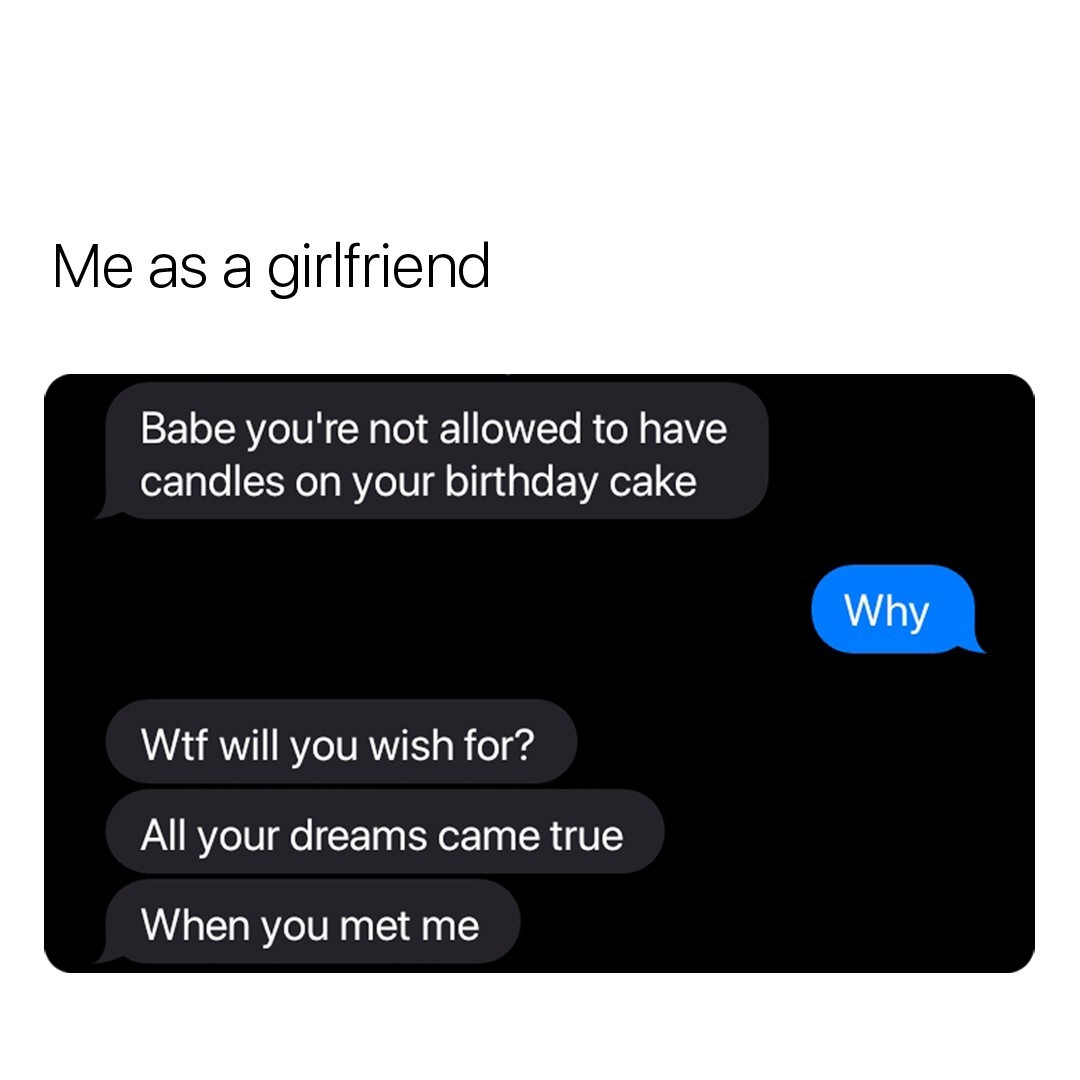 Me as a girlfriend
Babe you're not allowed to have
candles on your birthday cake
Why
Wtf will you wish for?
All your dreams came true
When you met me